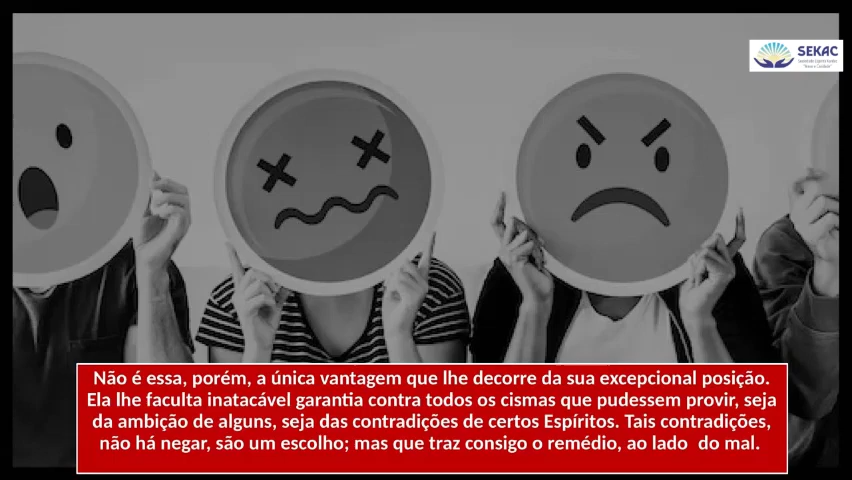 SEKAC
Não é essa, porém, a única vantagem que lhe decorre da sua excepcional posição.
Ela lhe faculta inatacável garantia contra todos os cismas que pudessem provir, seja
da ambição de alguns, seja das contradições de certos Espíritos. Tais contradições,
não há negar, são um escolho; mas que traz consigo o remédio, ao lado do mal.